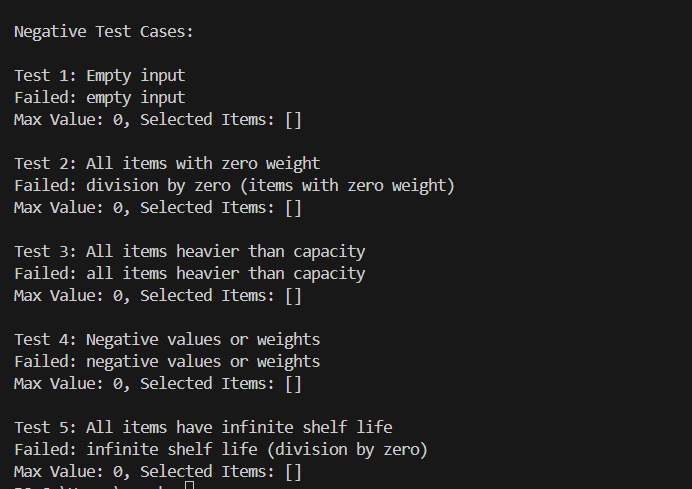 Negative Test Cases:
Test 1: Empty input
Failed: empty input
Max Value: 0, Selected Items: []
Test 2: All items with zero weight
Failed: division by zero (items with zero weight)
Max Value: 0, Selected Items: []
Test 3: All items heavier than capacity
Failed: all items heavier than capacity
Max Value: 0, Selected Items: []
Test 4: Negative values or weights
Failed: negative values or weights
Max Value: 0, Selected Items: []
Test 5: All items have infinite shelf life
Failed: infinite shelf life (division by zero)
Max Value: 0, Selected Items: []